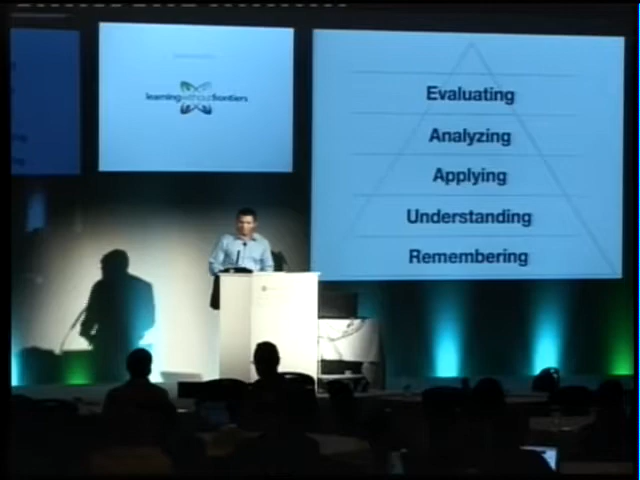 learningwithoutfrontiers
Evaluating
Analyzing
Applying
Understanding
Remembering